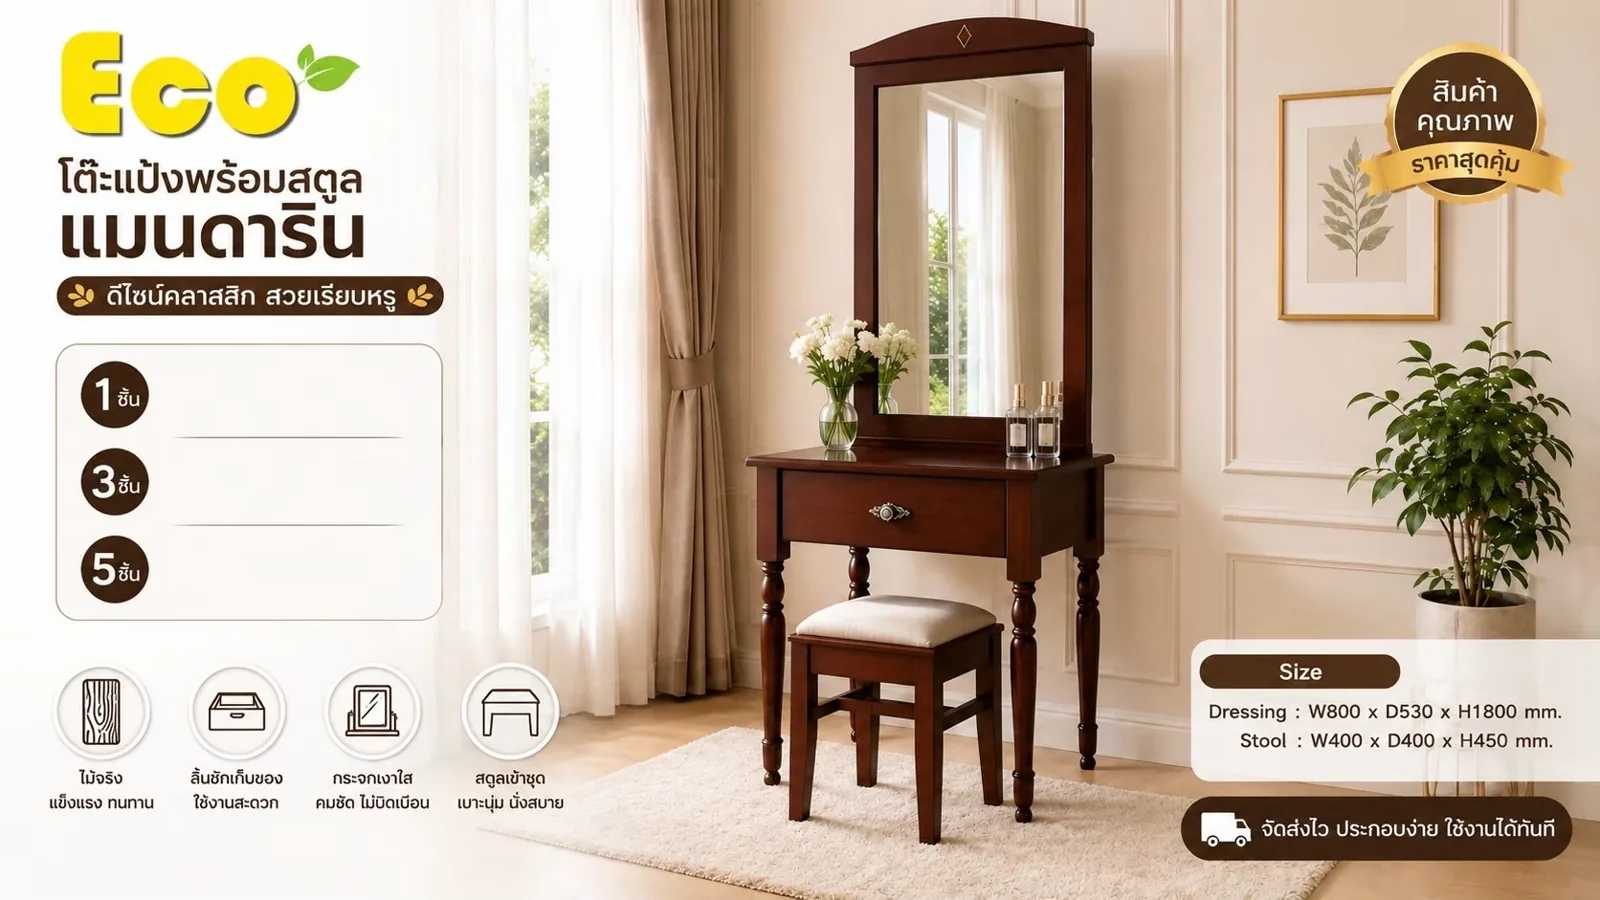 Eco
โต๊ะแป้งพร้อมสตูล
แมนดาริน
ดีไซน์คลาสสิก สวยเรียบหรู
1 ชิ้น
3 ชิ้น
5 ชิ้น
ไม้จริง
แข็งแรง ทนทาน
ลิ้นชักเก็บของ
ใช้งานสะดวก
กระจกเงาใส
คมชัด ไม่บิดเบือน
สตูลเข้าชุด
เบาะนุ่ม นั่งสบาย
สินค้า
คุณภาพ
ราคาสุดคุ้ม
Size
Dressing : W800 x D530 x H1800 mm.
Stool : W400 x D400 x H450 mm.
จัดส่งไว ประกอบง่าย ใช้งานได้ทันที